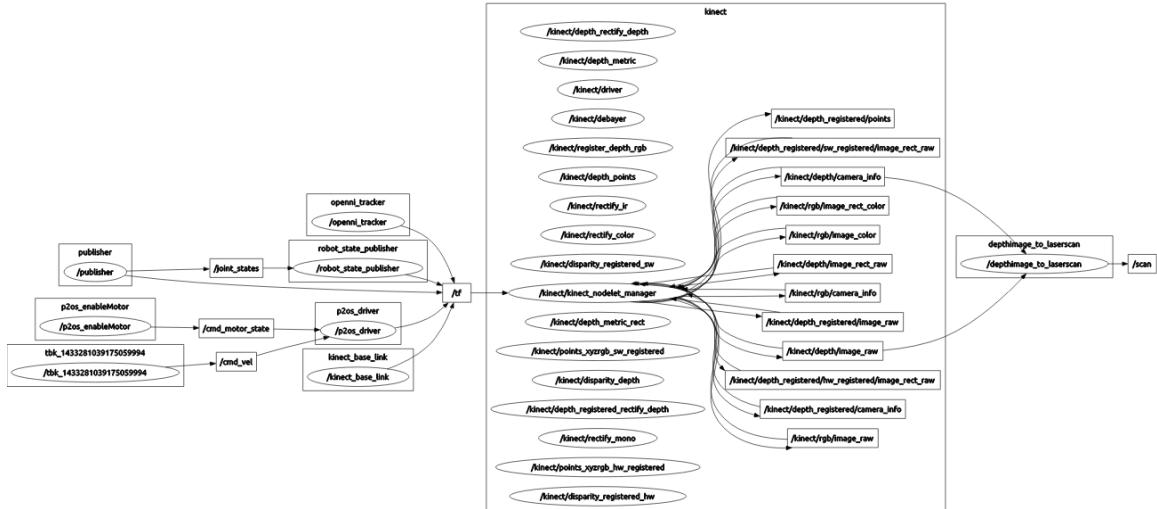 kinect
/kinect/depth_rectify_depth
/kinect/depth_metric
/kinect/driver
/kinect/debayer
/kinect/register_depth_rgb
/kinect/depth_points
/kinect/rectify_ir
/kinect/rectify_color
/kinect/disparity_registered_sw
/kinect/kinect_nodelet_manager
/kinect/depth_metric_rect
/kinect/points_xyzrgb_sw_registered
/kinect/disparity_depth
/kinect/depth_registered_rectify_depth
/kinect/rectify_mono
/kinect/points_xyzrgb_hw_registered
/kinect/disparity_registered_hw
/kinect/depth_registered/points
/kinect/depth_registered/sw_registered/image_rect_raw
/kinect/depth/camera_info
/kinect/rgb/image_rect_color
/kinect/rgb/image_color
/kinect/depth/image_rect_raw
/kinect/rgb/camera_info
/kinect/depth_registered/image_raw
/kinect/depth/image_raw
/kinect/depth_registered/hw_registered/image_rect_raw
/kinect/depth_registered/camera_info
/kinect/rgb/image_raw
openni_tracker
/openni_tracker
publisher
/publisher
/joint_states
robot_state_publisher
/robot_state_publisher
/tf
p2os_enableMotor
/p2os_enableMotor
/cmd_motor_state
p2os_driver
/p2os_driver
tbk_1433281039175059994
/tbk_1433281039175059994
/cmd_vel
kinect_base_link
/kinect_base_link
depthimage_to_laserscan
/depthimage_to_laserscan
/scan